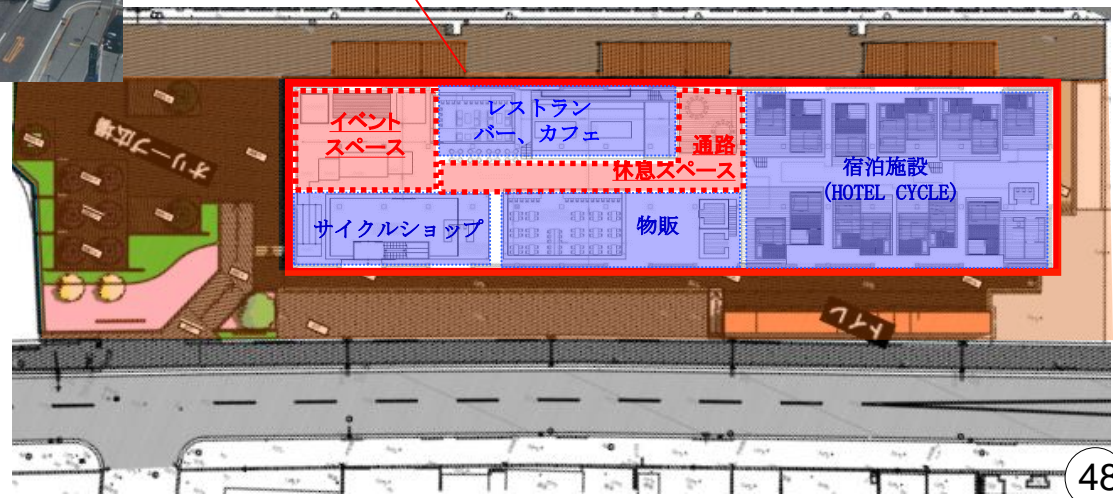 イベント
スペース
レストラン
バー、カフェ
通路
休息スペース
宿泊施設
(HOTEL CYCLE)
サイクルショップ
物販
オリーブ広場
トイレ
48